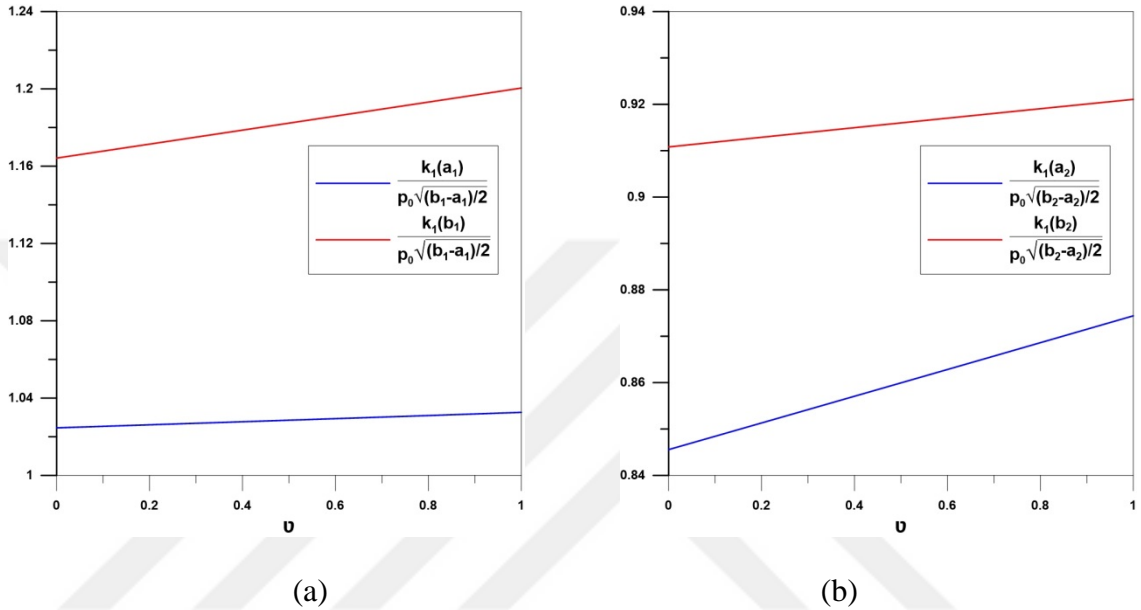 1.24
1.2
1.16
1.12
1.08
1.04
1
0 0.2 0.4 0.6 0.8 1
υ
k₁(a₁)
p₀√(b₁-a₁)/2
k₁(b₁)
p₀√(b₁-a₁)/2
(a)
0.94
0.92
0.9
0.88
0.86
0.84
0 0.2 0.4 0.6 0.8 1
υ
k₁(a₂)
p₀√(b₂-a₂)/2
k₁(b₂)
p₀√(b₂-a₂)/2
(b)